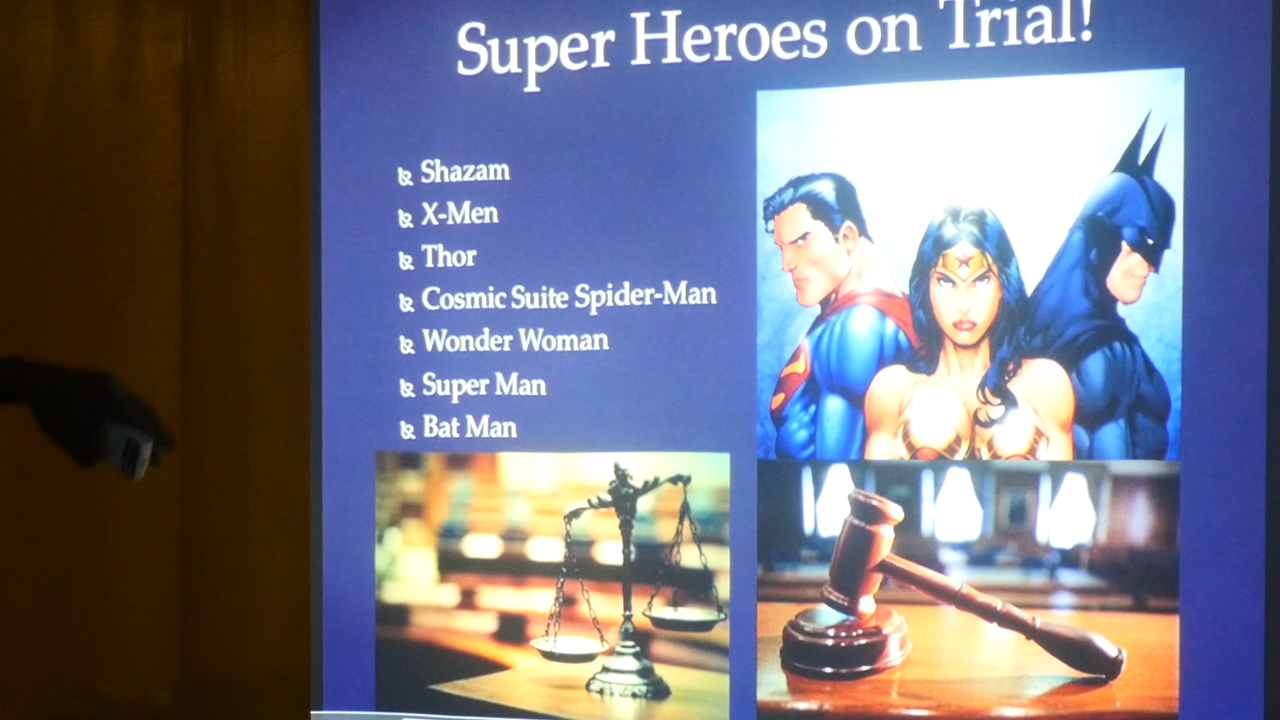 Super Heroes on Trial!
Shazam
X-Men
Thor
Cosmic Suite Spider-Man
Wonder Woman
Super Man
Bat Man